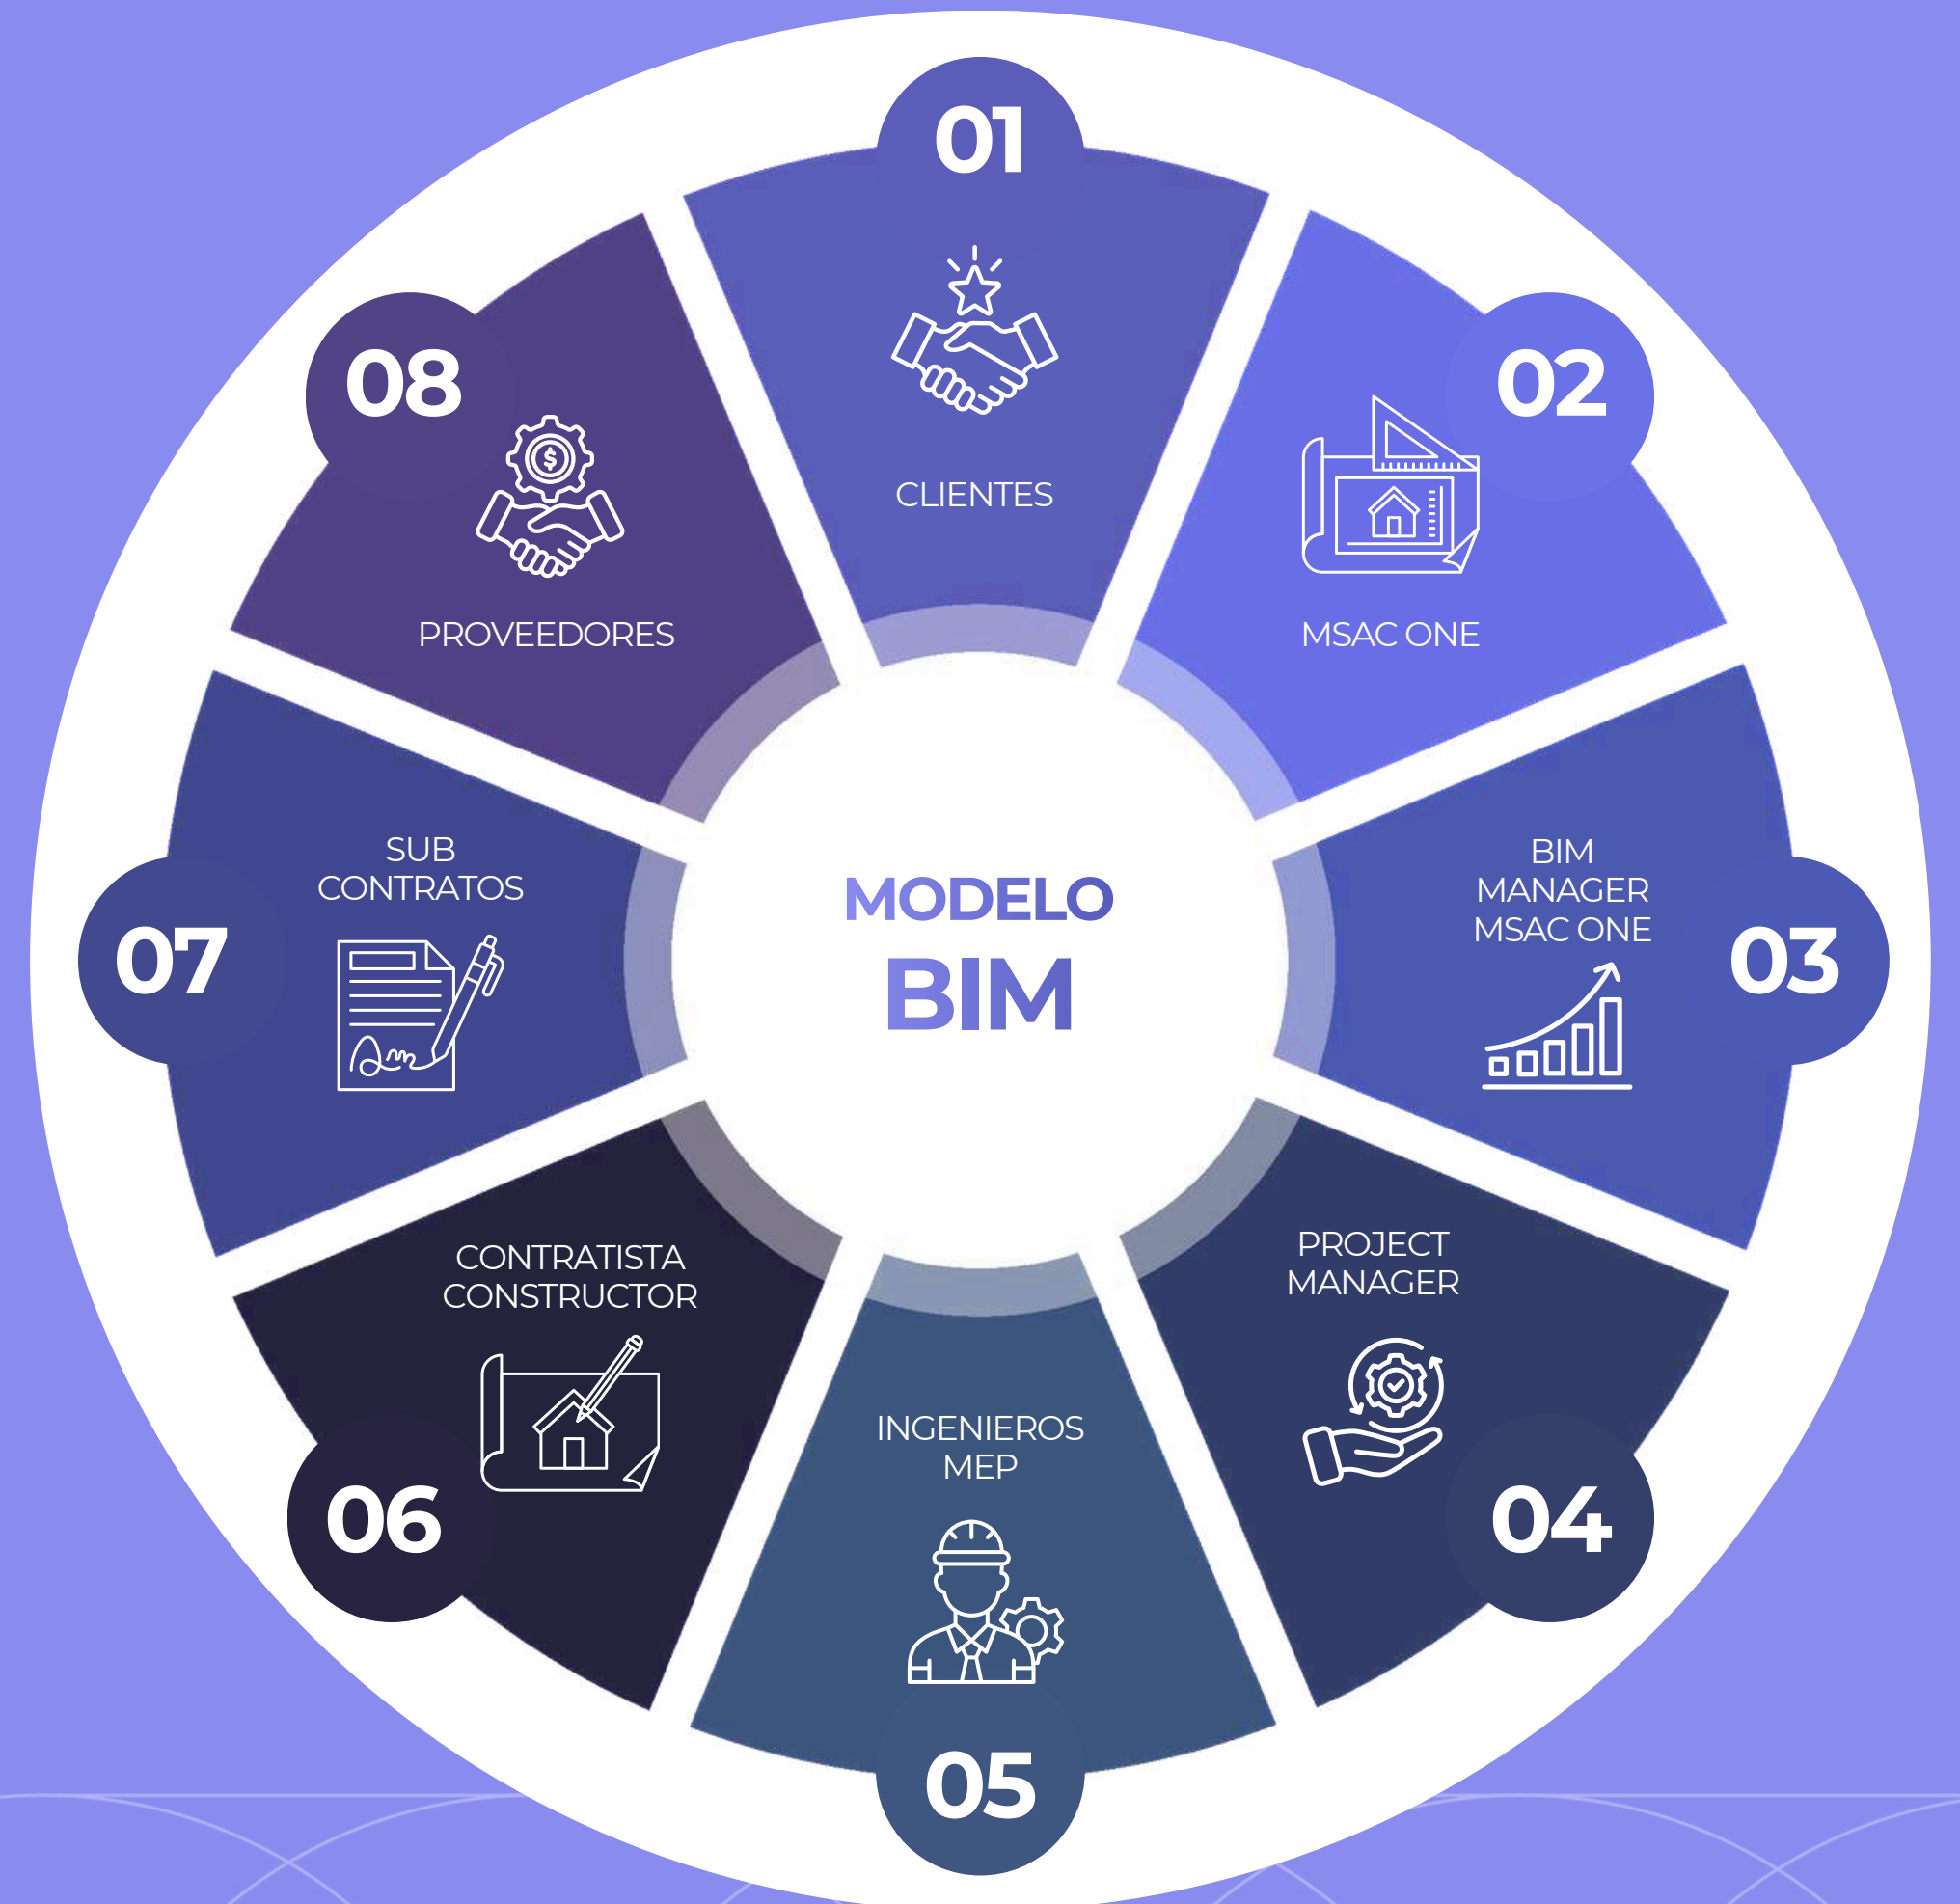 01
CLIENTES
02
MSAC ONE
03
BIM
MANAGER
MSAC ONE
04
PROJECT
MANAGER
05
INGENIEROS
MEP
06
CONTRATISTA
CONSTRUCTOR
07
SUB
CONTRATOS
08
PROVEEDORES
MODELO
BIM